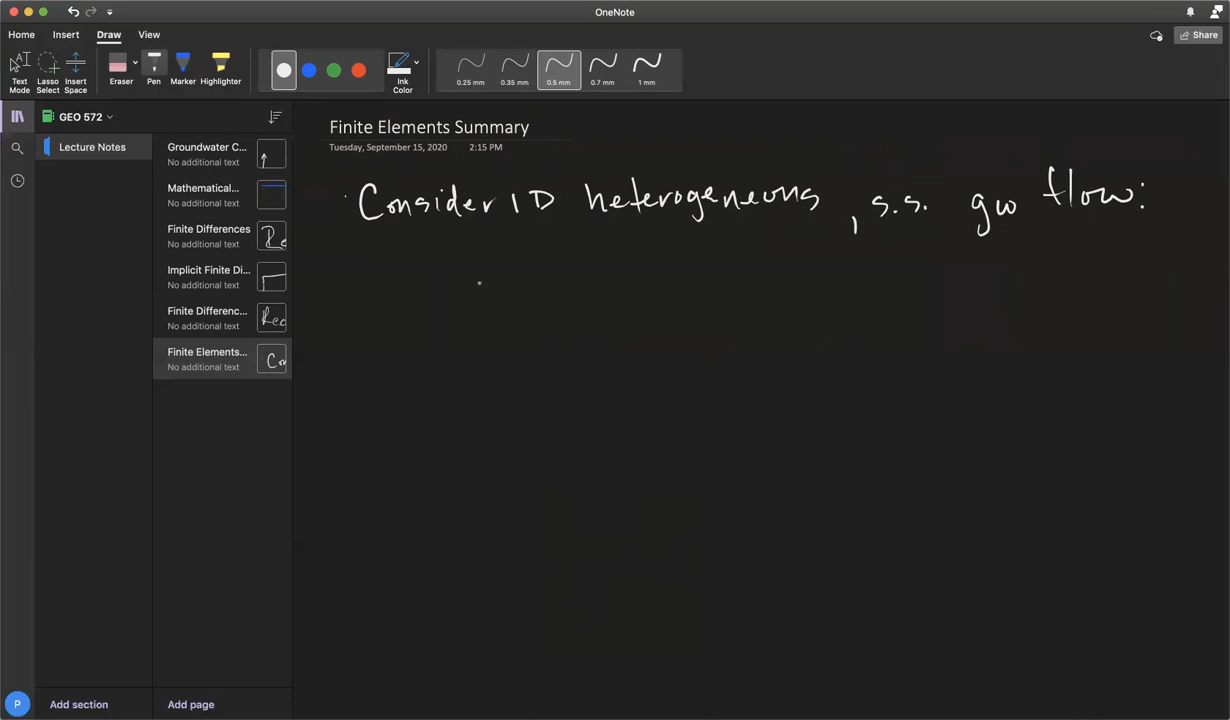 OneNote
Home Insert Draw View
Share
Text Mode
Lasso Select
Insert Space
Eraser
Pen
Marker
Highlighter
Ink Color
0.25 mm
0.35 mm
0.5 mm
0.7 mm
1 mm
GEO 572
Lecture Notes
Groundwater C...
No additional text
Mathematical...
No additional text
Finite Differences
No additional text
Implicit Finite Di...
No additional text
Finite Differenc...
No additional text
Finite Elements...
No additional text
Finite Elements Summary
Tuesday, September 15, 2020 2:15 PM
Consider 1D heterogeneous, s.s. gw flow:
P
Add section
Add page